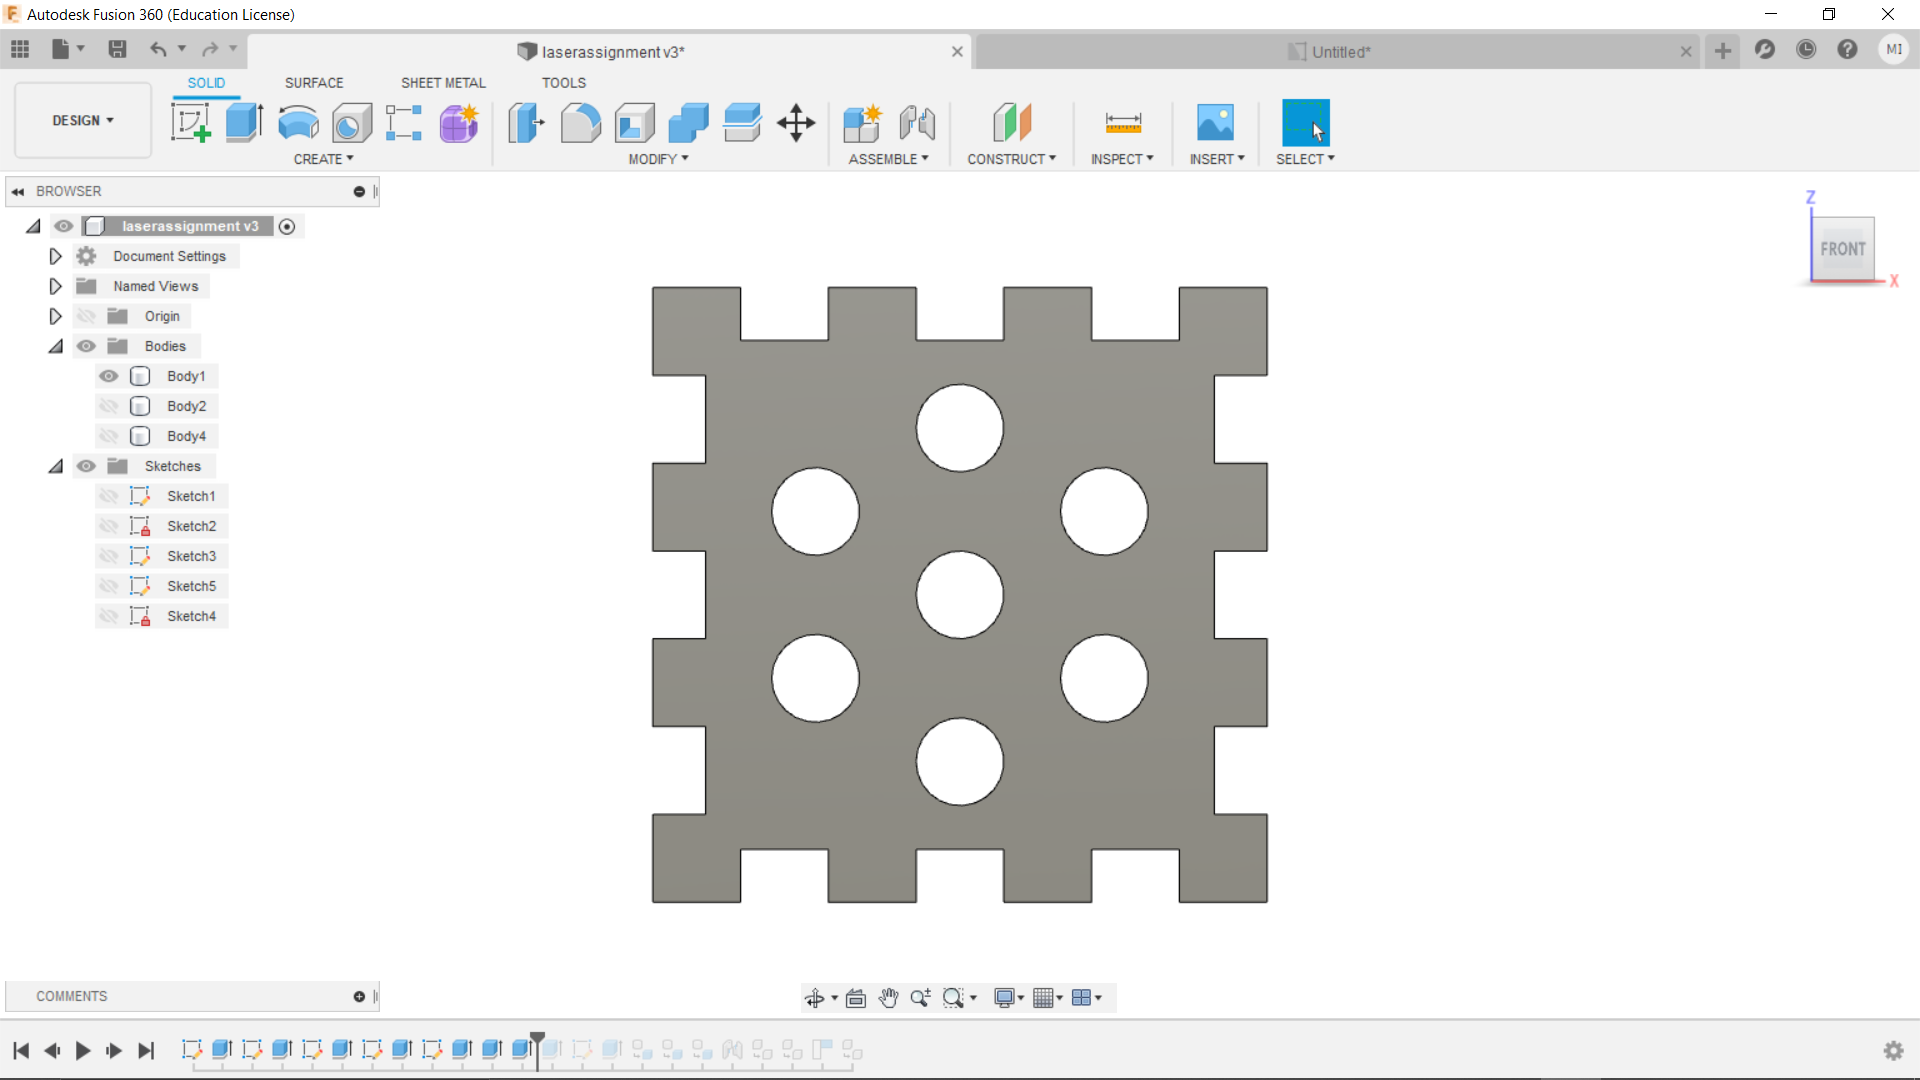 Autodesk Fusion 360 (Education License)
laserassignment v3*
Untitled*
MI
SOLID SURFACE SHEET METAL TOOLS
DESIGN
CREATE MODIFY ASSEMBLE CONSTRUCT INSPECT INSERT SELECT
BROWSER
laserassignment v3
Document Settings
Named Views
Origin
Bodies
Body1
Body2
Body4
Sketches
Sketch1
Sketch2
Sketch3
Sketch5
Sketch4
Z
FRONT
X
COMMENTS